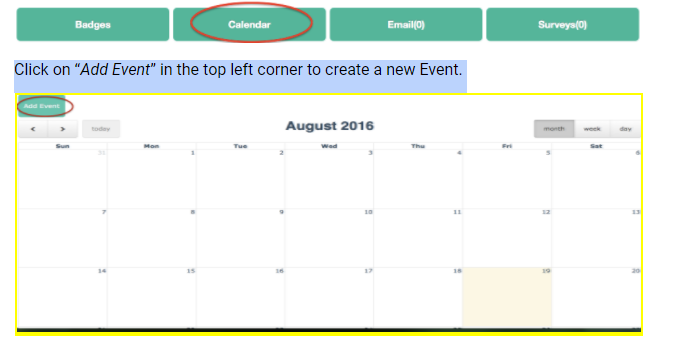 Badges Calendar Email(0) Surveys(0)
Click on “Add Event” in the top left corner to create a new Event.
Add Event
< > today August 2016 month week day
Sun Mon Tue Wed Thu Fri Sat
31 1 2 3 4 5 6
7 8 9 10 11 12 13
14 15 16 17 18 19 20